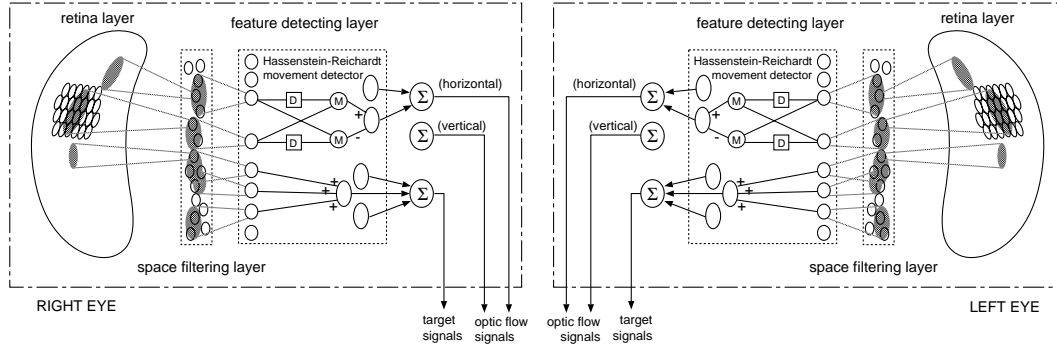 retina layer
feature detecting layer
Hassenstein-Reichardt
movement detector
D
M
+
-
D
M
Σ
(horizontal)
Σ
(vertical)
+
+
+
Σ
space filtering layer
RIGHT EYE
target
signals
optic flow
signals
feature detecting layer
retina layer
Hassenstein-Reichardt
movement detector
(horizontal)
Σ
M
D
+
-
M
D
(vertical)
Σ
Σ
+
+
+
space filtering layer
LEFT EYE
optic flow
signals
target
signals